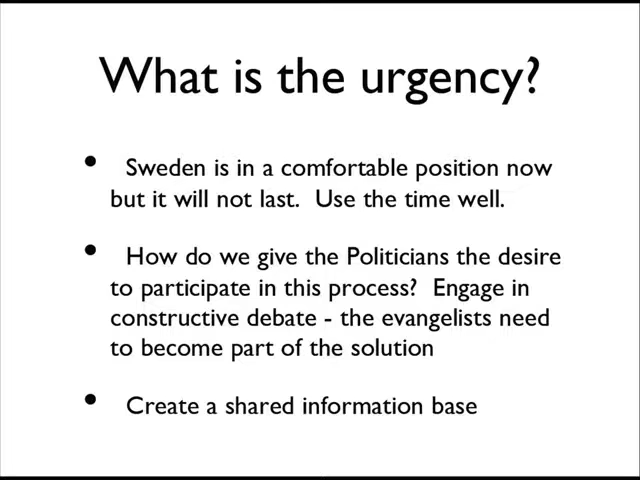 What is the urgency?
• Sweden is in a comfortable position now
but it will not last.  Use the time well.
• How do we give the Politicians the desire
to participate in this process?  Engage in
constructive debate - the evangelists need
to become part of the solution
• Create a shared information base